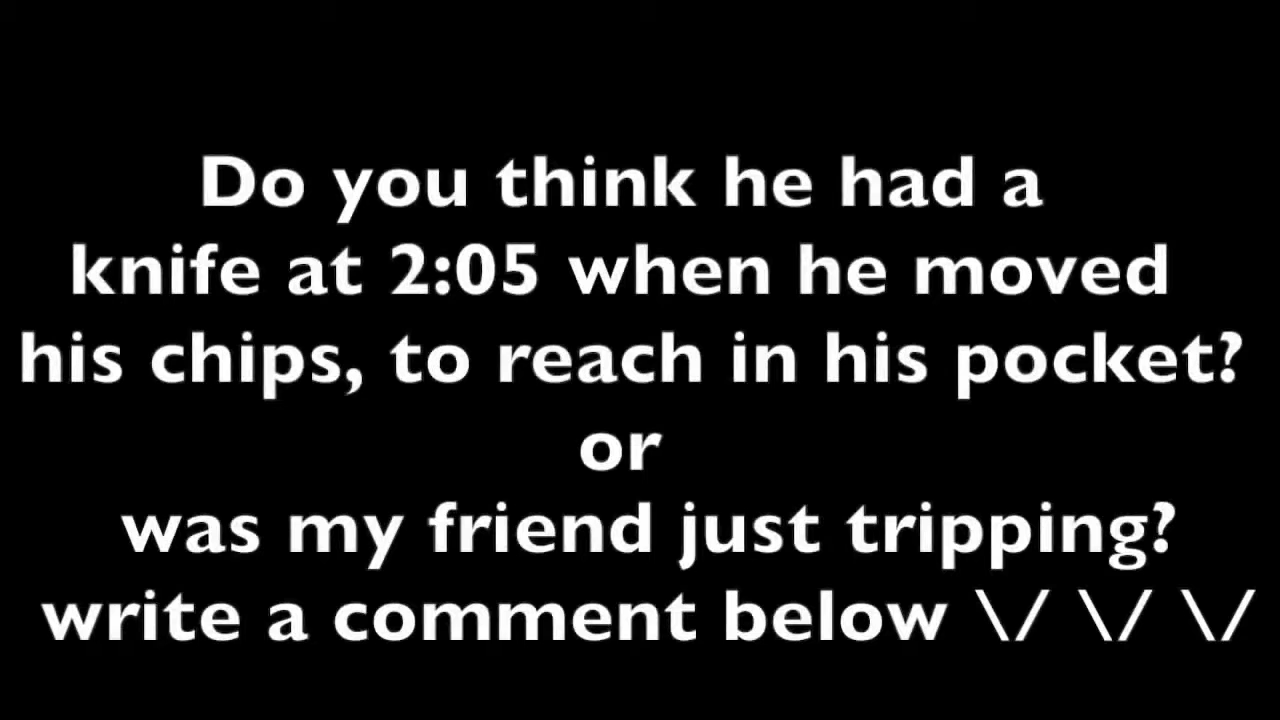 Do you think he had a
knife at 2:05 when he moved
his chips, to reach in his pocket?
or
was my friend just tripping?
write a comment below \/ \/ \/